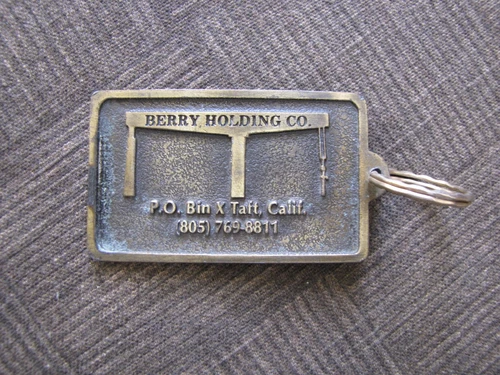 BERRY HOLDING CO.
P.O. Bin X Taft, Calif.
(805) 769-8811